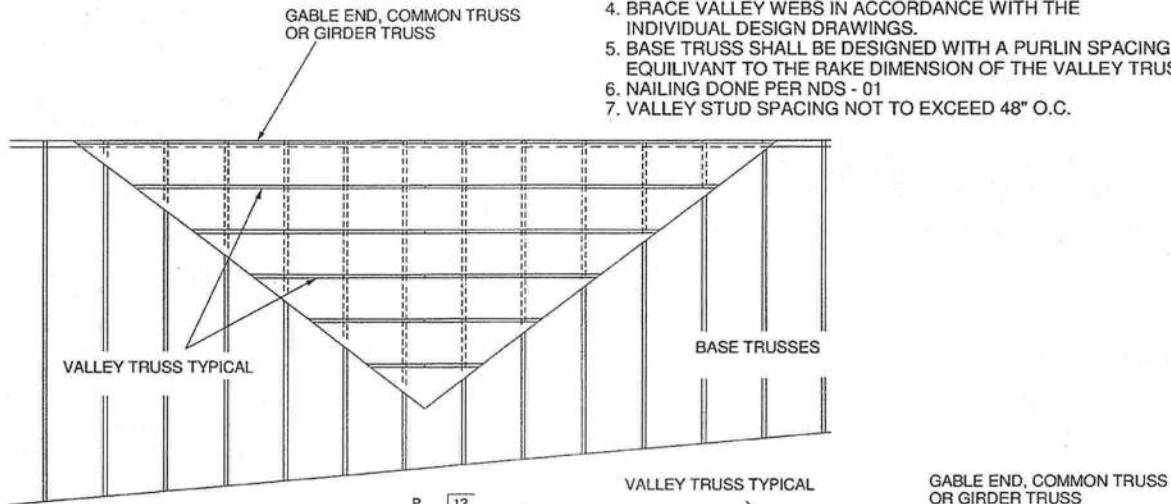 GABLE END, COMMON TRUSS
OR GIRDER TRUSS
4. BRACE VALLEY WEBS IN ACCORDANCE WITH THE
INDIVIDUAL DESIGN DRAWINGS.
5. BASE TRUSS SHALL BE DESIGNED WITH A PURLIN SPACING
EQUILIVANT TO THE RAKE DIMENSION OF THE VALLEY TRUS
6. NAILING DONE PER NDS - 01
7. VALLEY STUD SPACING NOT TO EXCEED 48" O.C.
VALLEY TRUSS TYPICAL
BASE TRUSSES
P 12
VALLEY TRUSS TYPICAL
GABLE END, COMMON TRUSS
OR GIRDER TRUSS